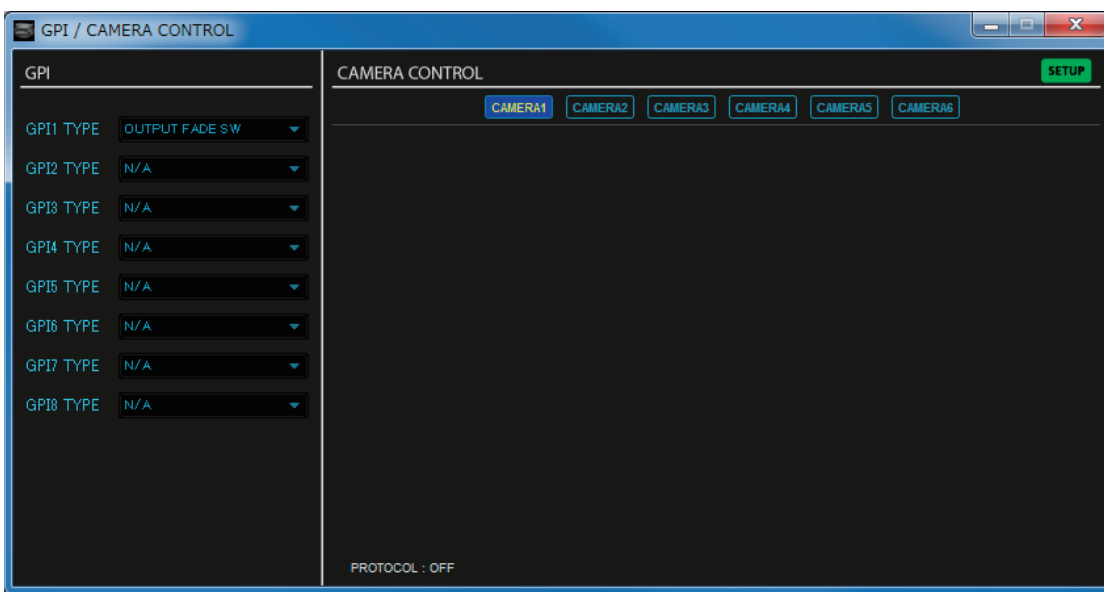 GPI / CAMERA CONTROL
GPI
GPI1 TYPE OUTPUT FADE SW
GPI2 TYPE N/A
GPI3 TYPE N/A
GPI4 TYPE N/A
GPI5 TYPE N/A
GPI6 TYPE N/A
GPI7 TYPE N/A
GPI8 TYPE N/A
CAMERA CONTROL SETUP
CAMERA1 CAMERA2 CAMERA3 CAMERA4 CAMERA5 CAMERA6
PROTOCOL : OFF